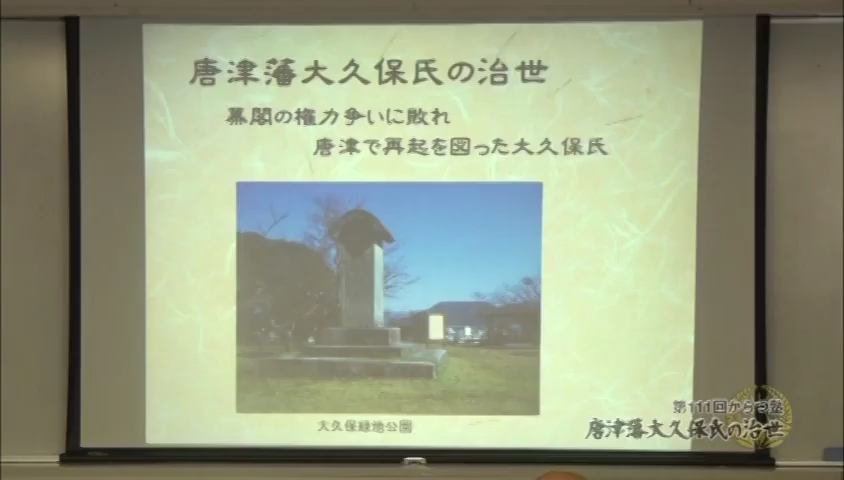 唐津藩大久保氏の治世
幕閣の権力争いに敗れ
唐津で再起を図った大久保氏
大久保緑地公園
第111回からつ塾
唐津藩大久保氏の治世